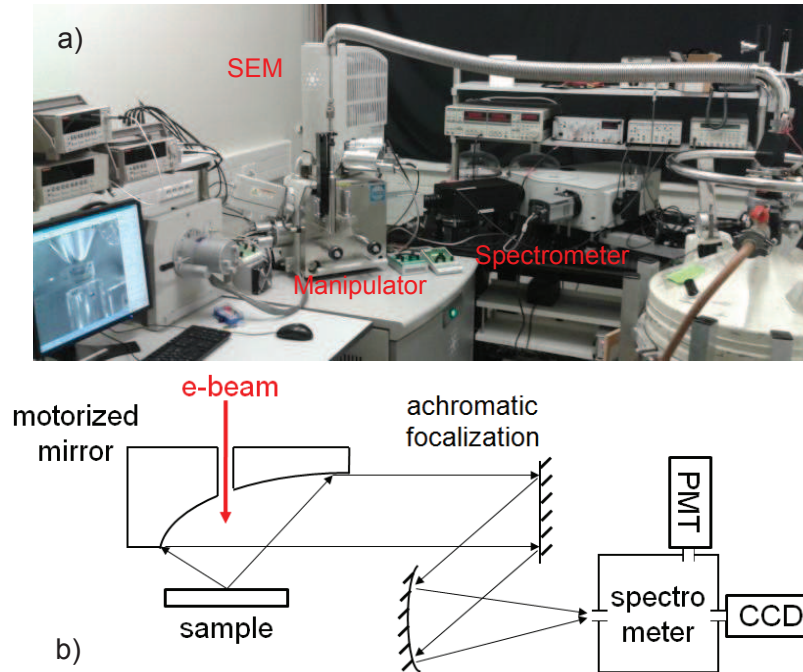 a)
SEM
Spectrometer
Manipulator
e-beam
motorized
mirror
achromatic
focalization
PMT
spectro
meter
CCD
sample
b)